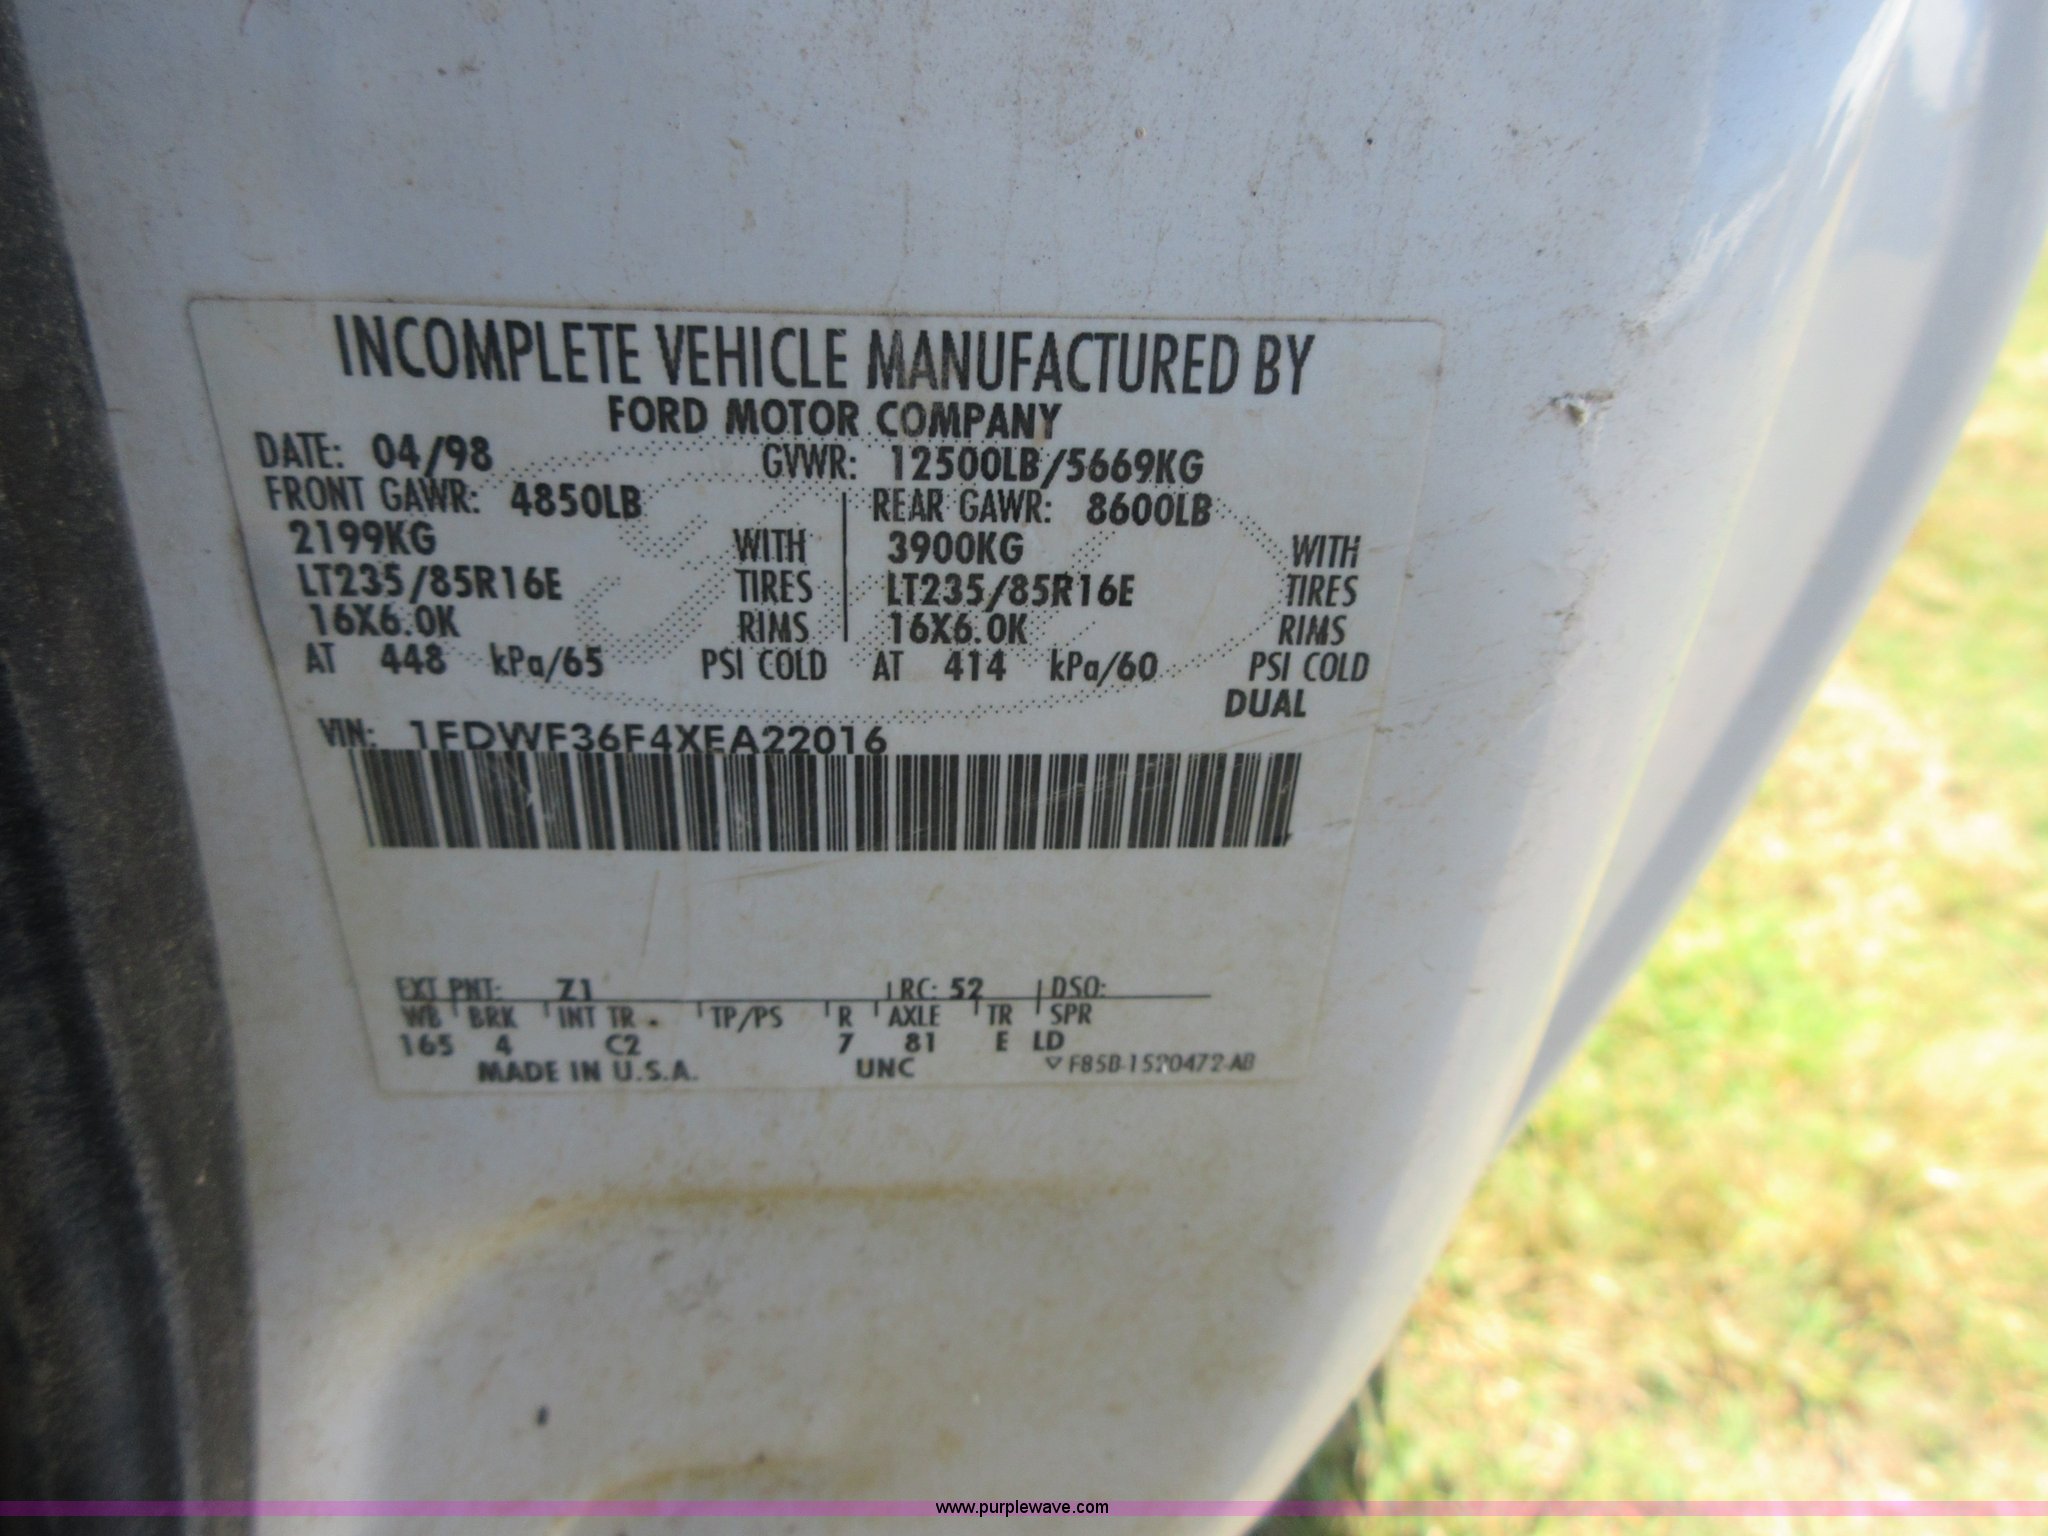 INCOMPLETE VEHICLE MANUFACTURED BY
FORD MOTOR COMPANY
DATE: 04/98 GVWR: 12500LB/5669KG
FRONT GAWR: 4850LB REAR GAWR: 8600LB
2199KG WITH 3900KG WITH
LT235/85R16E TIRES LT235/85R16E TIRES
16X6.0K RIMS 16X6.0K RIMS
AT 448 kPa/65 PSI COLD AT 414 kPa/60 PSI COLD
DUAL
VIN: 1FDWF36F4XEA22016
EXT PNT: Z1 RC: 52 DSO:
WB BRK INT TR TP/PS R AXLE TR SPR
165 4 C2 7 81 E LD
MADE IN U.S.A. UNC F85B-1520472-AB
www.purplewave.com